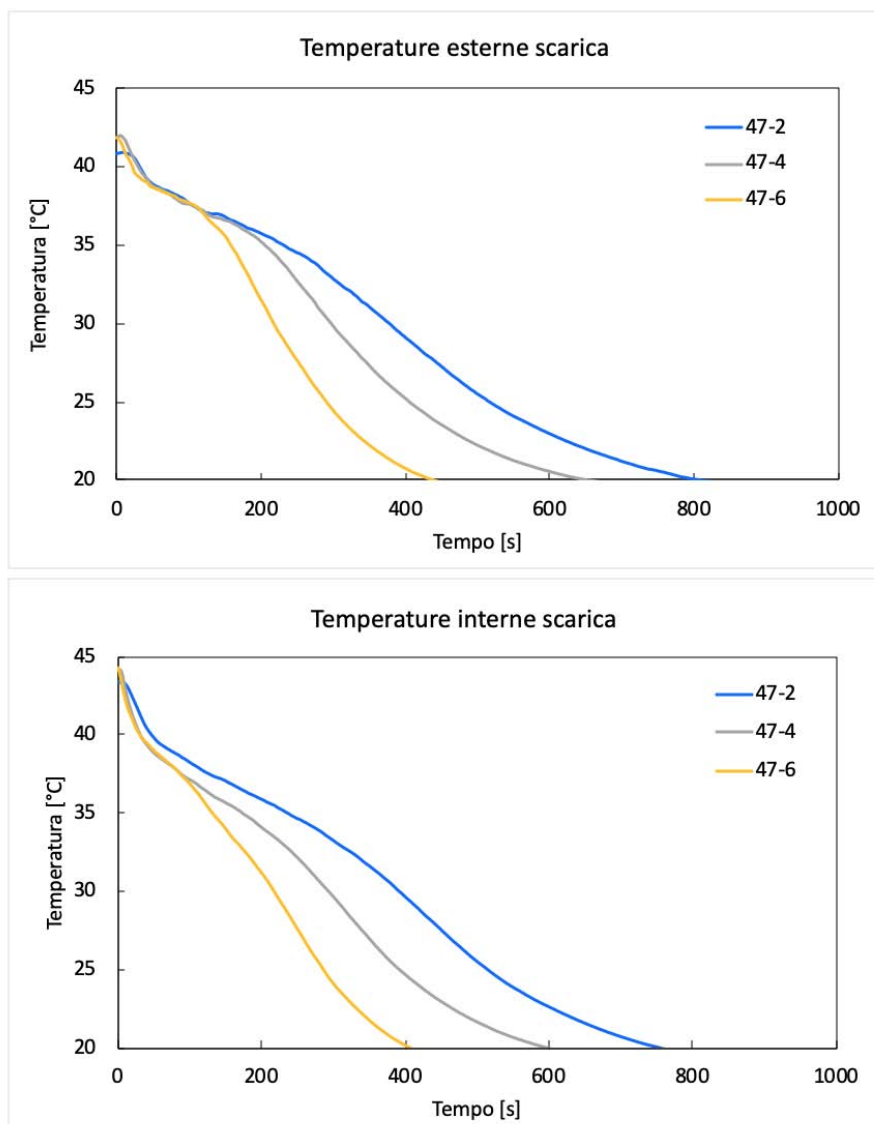 Temperature esterne scarica
45
40
35
30
25
20
Temperatura [°C]
47-2
47-4
47-6
0 200 400 600 800 1000
Tempo [s]
Temperature interne scarica
45
40
35
30
25
20
Temperatura [°C]
47-2
47-4
47-6
0 200 400 600 800 1000
Tempo [s]